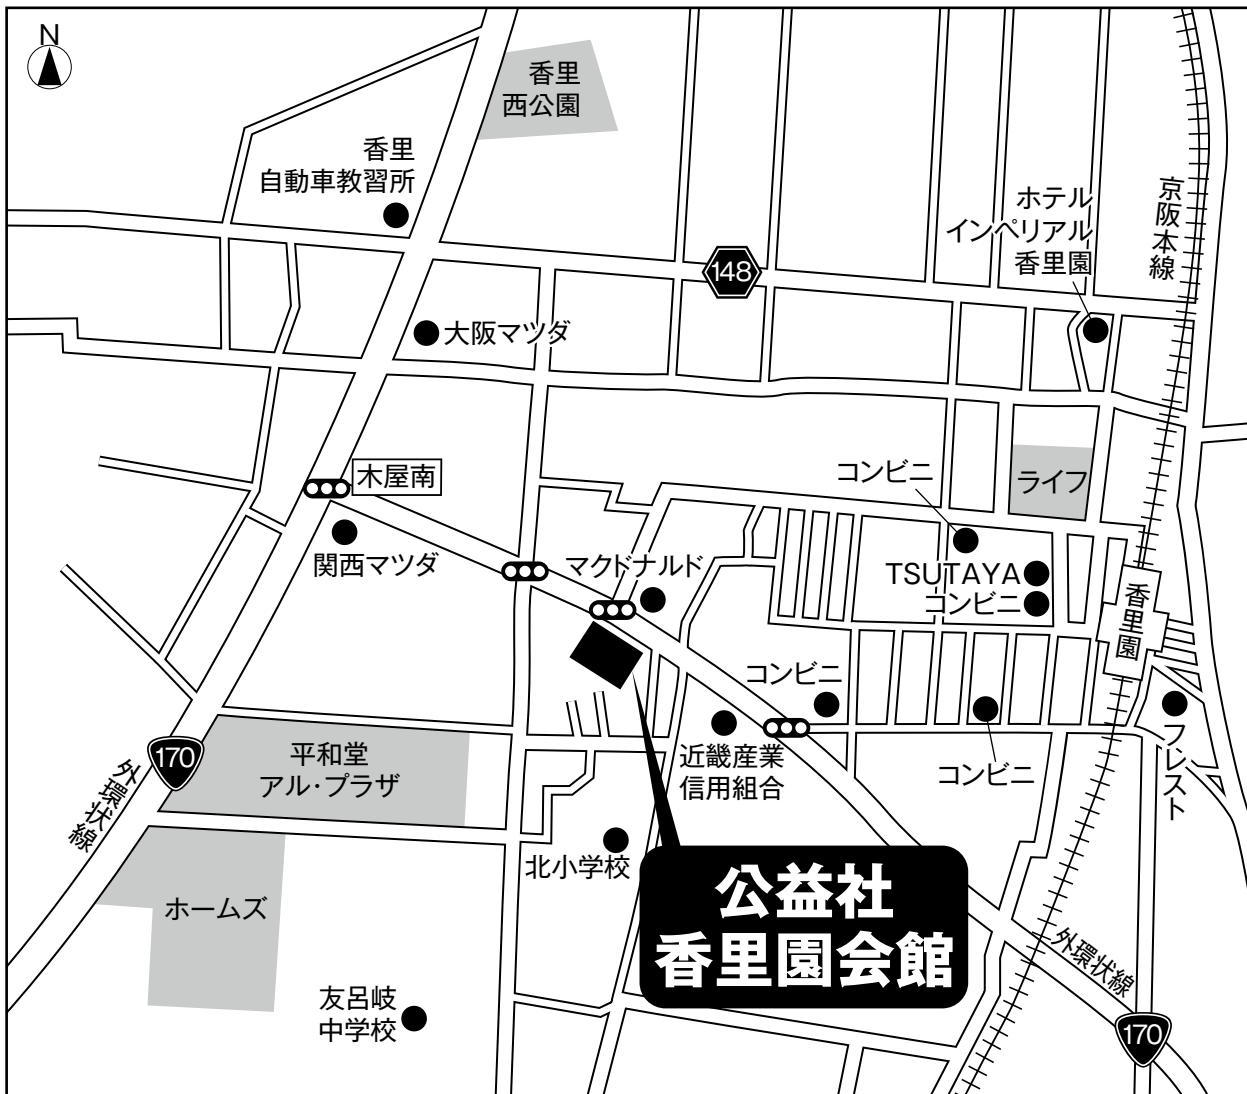 N
香里
西公園
香里
自動車教習所
京阪本線
ホテル
インペリアル
香里園
148
大阪マツダ
木屋南
コンビニ
ライフ
関西マツダ
マクドナルド
TSUTAYA
コンビニ
香里園
コンビニ
近畿産業
信用組合
コンビニ
フレスト
170
外環状線
平和堂
アル・プラザ
北小学校
公益社
香里園会館
ホームズ
外環状線
友呂岐
中学校
170